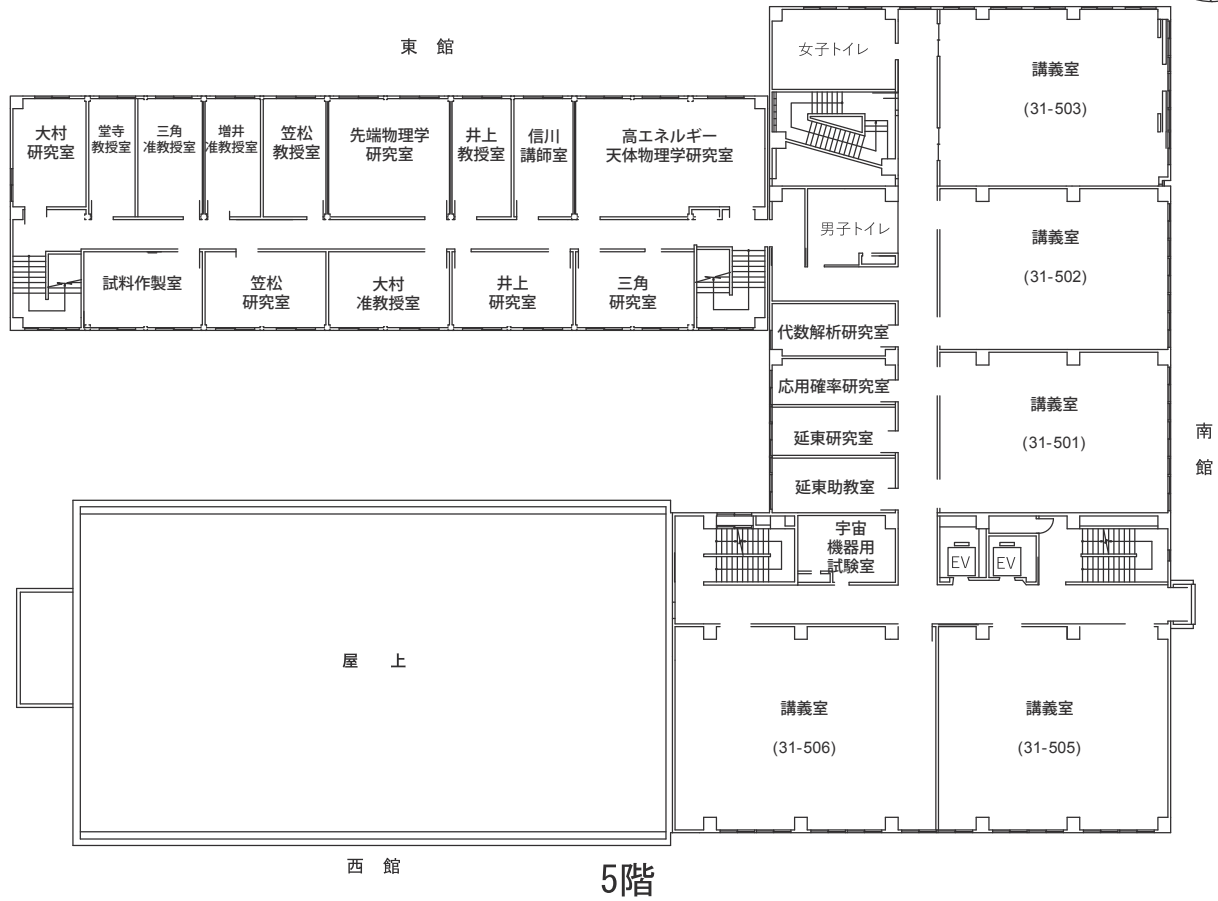 東 館
女子トイレ
講義室
(31-503)
大村
研究室
堂寺
教授室
三角
准教授室
増井
准教授室
笠松
教授室
先端物理学
研究室
井上
教授室
信川
講師室
高エネルギー
天体物理学研究室
男子トイレ
講義室
(31-502)
試料作製室
笠松
研究室
大村
准教授室
井上
研究室
三角
研究室
代数解析研究室
応用確率研究室
延東研究室
延東助教室
講義室
(31-501)
南
館
宇宙
機器用
試験室
EV
EV
屋 上
講義室
(31-506)
講義室
(31-505)
西 館
5階